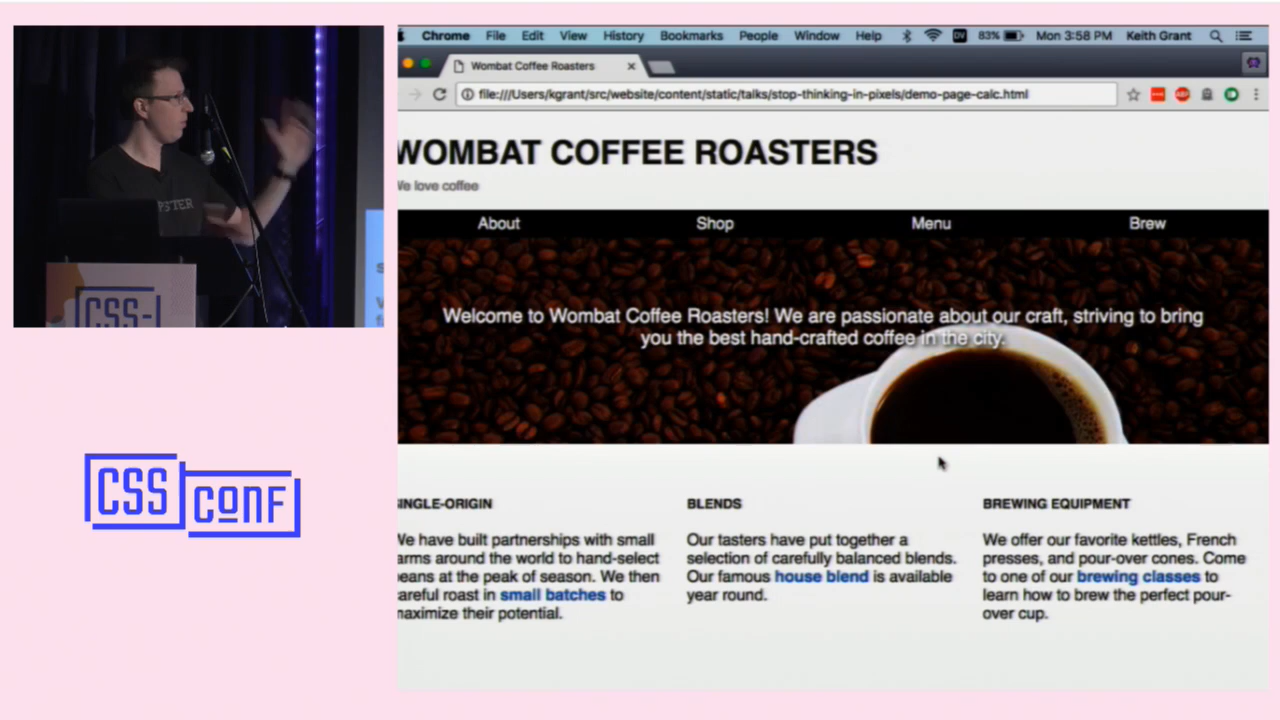 Chrome File Edit View History Bookmarks People Window Help 83% Mon 3:58 PM Keith Grant
Wombat Coffee Roasters
file:///Users/kgrant/src/website/content/static/talks/stop-thinking-in-pixels/demo-page-calc.html
WOMBAT COFFEE ROASTERS
We love coffee
About Shop Menu Brew
Welcome to Wombat Coffee Roasters! We are passionate about our craft, striving to bring
you the best hand-crafted coffee in the city.
INGLE-ORIGIN
We have built partnerships with small
arms around the world to hand-select
eans at the peak of season. We then
areful roast in small batches to
maximize their potential.
BLENDS
Our tasters have put together a
selection of carefully balanced blends.
Our famous house blend is available
year round.
BREWING EQUIPMENT
We offer our favorite kettles, French
presses, and pour-over cones. Come
to one of our brewing classes to
learn how to brew the perfect pour-
over cup.
CSS-
CSS
CONF